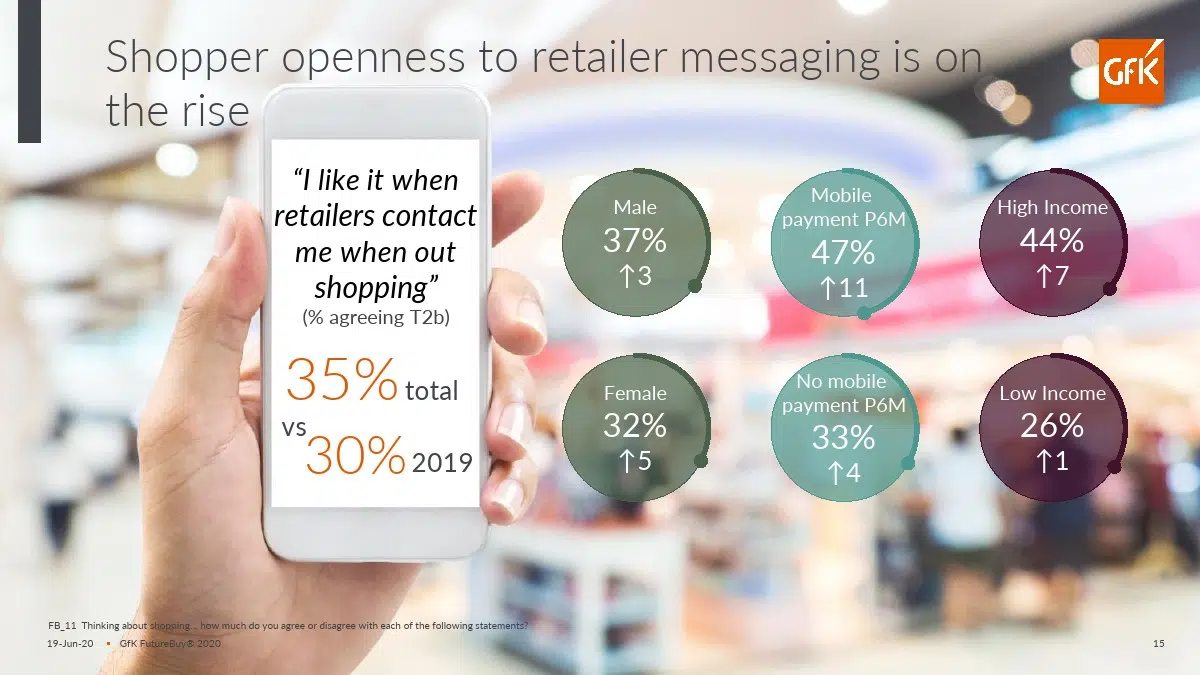 Shopper openness to retailer messaging is on
the rise
GfK
“I like it when
retailers contact
me when out
shopping”
(% agreeing T2b)
35% total
vs
30% 2019
Male
37%
↑3
Mobile
payment P6M
47%
↑11
High Income
44%
↑7
Female
32%
↑5
No mobile
payment P6M
33%
↑4
Low Income
26%
↑1
FB_11 Thinking about shopping... how much do you agree or disagree with each of the following statements?
19-Jun-20 ▪ GfK FutureBuy® 2020
15